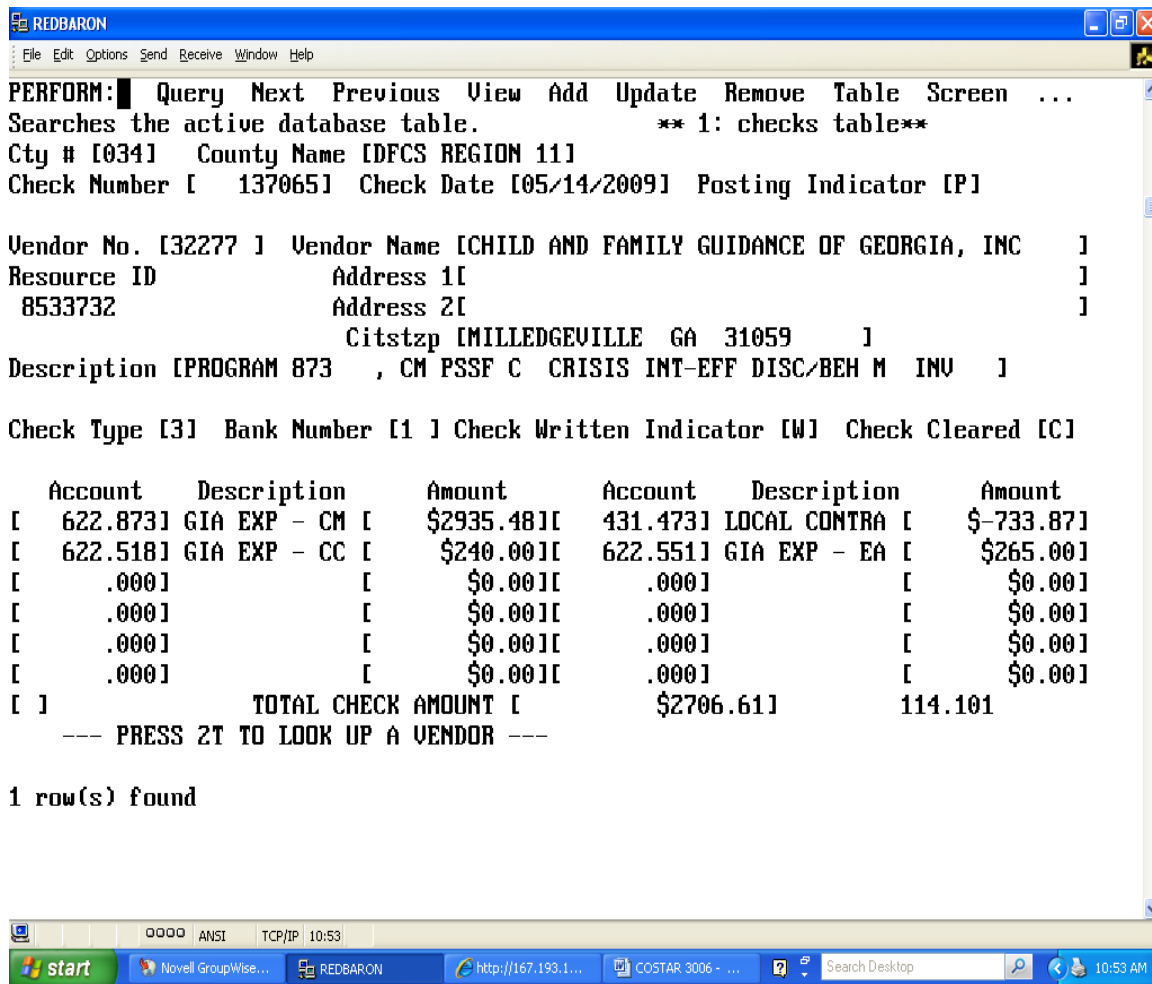 REDBARON
File Edit Options Send Receive Window Help
PERFORM: Query Next Previous View Add Update Remove Table Screen ...
Searches the active database table. ** 1: checks table**
Cty # [034] County Name [DFCS REGION 11]
Check Number [ 137065] Check Date [05/14/2009] Posting Indicator [P]
Vendor No. [32277 ] Vendor Name [CHILD AND FAMILY GUIDANCE OF GEORGIA, INC ]
Resource ID Address 1[ ]
8533732 Address 2[ ]
Citstzp [MILLEDGEVILLE GA 31059 ]
Description [PROGRAM 873 , CM PSSF C CRISIS INT-EFF DISC/BEH M INV ]
Check Type [3] Bank Number [1 ] Check Written Indicator [W] Check Cleared [C]
Account Description Amount Account Description Amount
[ 622.873] GIA EXP - CM [ $2935.48][ 431.473] LOCAL CONTRA [ $-733.87]
[ 622.518] GIA EXP - CC [ $240.00][ 622.551] GIA EXP - EA [ $265.00]
[ .000] [ $0.00][ .000] [ $0.00]
[ .000] [ $0.00][ .000] [ $0.00]
[ .000] [ $0.00][ .000] [ $0.00]
[ .000] [ $0.00][ .000] [ $0.00]
[ ] TOTAL CHECK AMOUNT [ $2706.61] 114.101
--- PRESS 2T TO LOOK UP A VENDOR ---
1 row(s) found
ANSI TCP/IP 10:53
start Novell GroupWise... REDBARON http://167.193.1... COSTAR 3006 - ... Search Desktop 10:53 AM